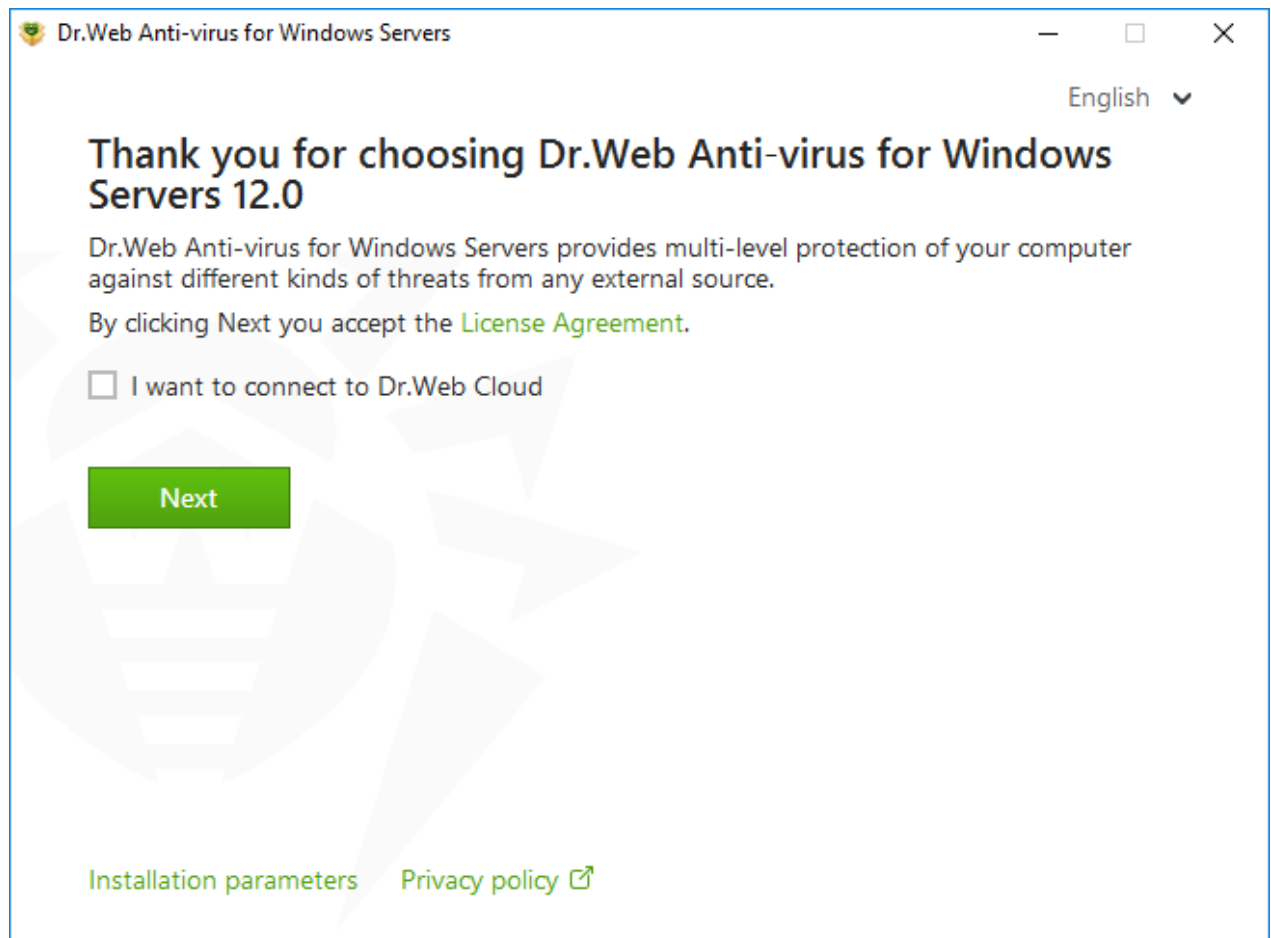 Dr.Web Anti-virus for Windows Servers
English
Thank you for choosing Dr.Web Anti-virus for Windows
Servers 12.0
Dr.Web Anti-virus for Windows Servers provides multi-level protection of your computer
against different kinds of threats from any external source.
By clicking Next you accept the License Agreement.
I want to connect to Dr.Web Cloud
Next
Installation parameters Privacy policy